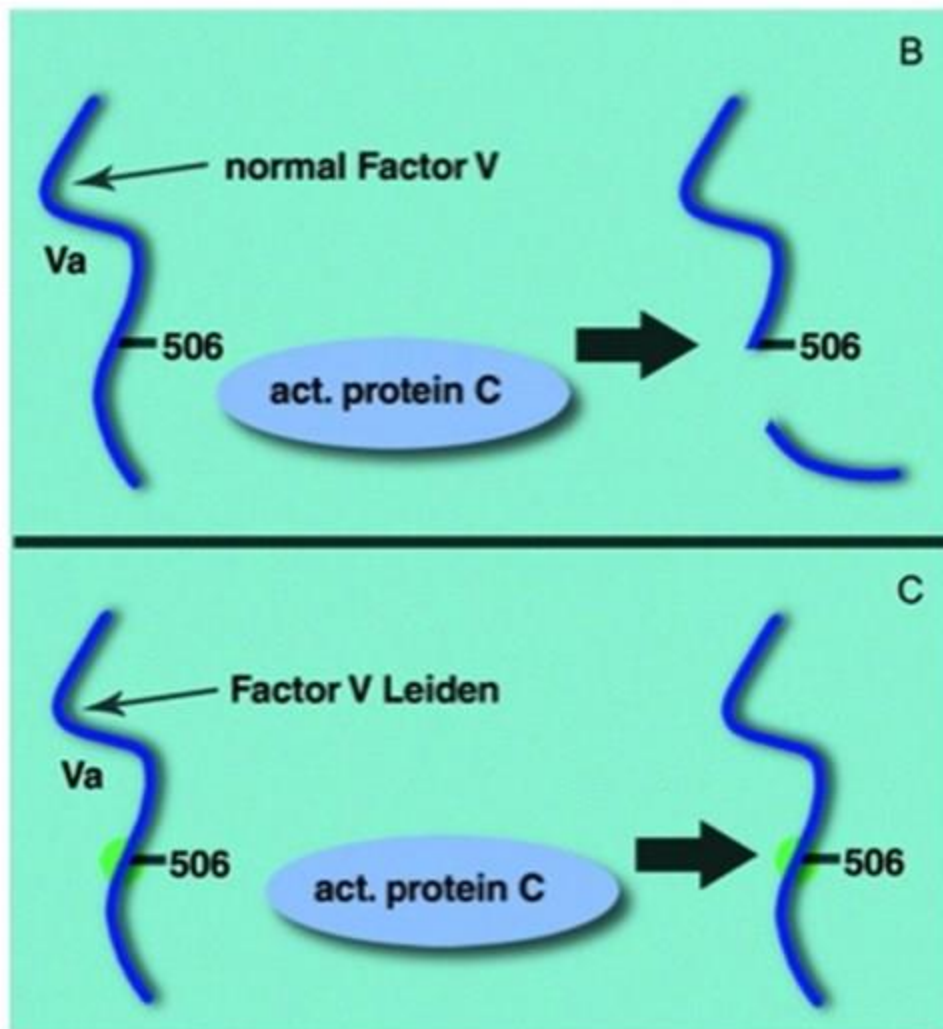 B
normal Factor V
Va
506
act. protein C
506
C
Factor V Leiden
Va
506
act. protein C
506